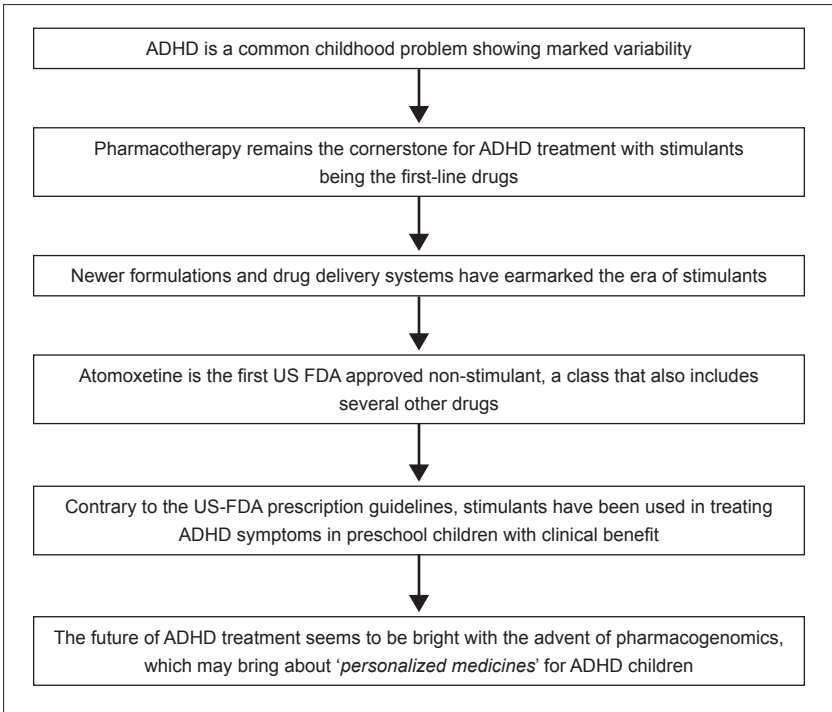 ADHD is a common childhood problem showing marked variability
Pharmacotherapy remains the cornerstone for ADHD treatment with stimulants
being the first-line drugs
Newer formulations and drug delivery systems have earmarked the era of stimulants
Atomoxetine is the first US FDA approved non-stimulant, a class that also includes
several other drugs
Contrary to the US-FDA prescription guidelines, stimulants have been used in treating
ADHD symptoms in preschool children with clinical benefit
The future of ADHD treatment seems to be bright with the advent of pharmacogenomics,
which may bring about ‘personalized medicines’ for ADHD children